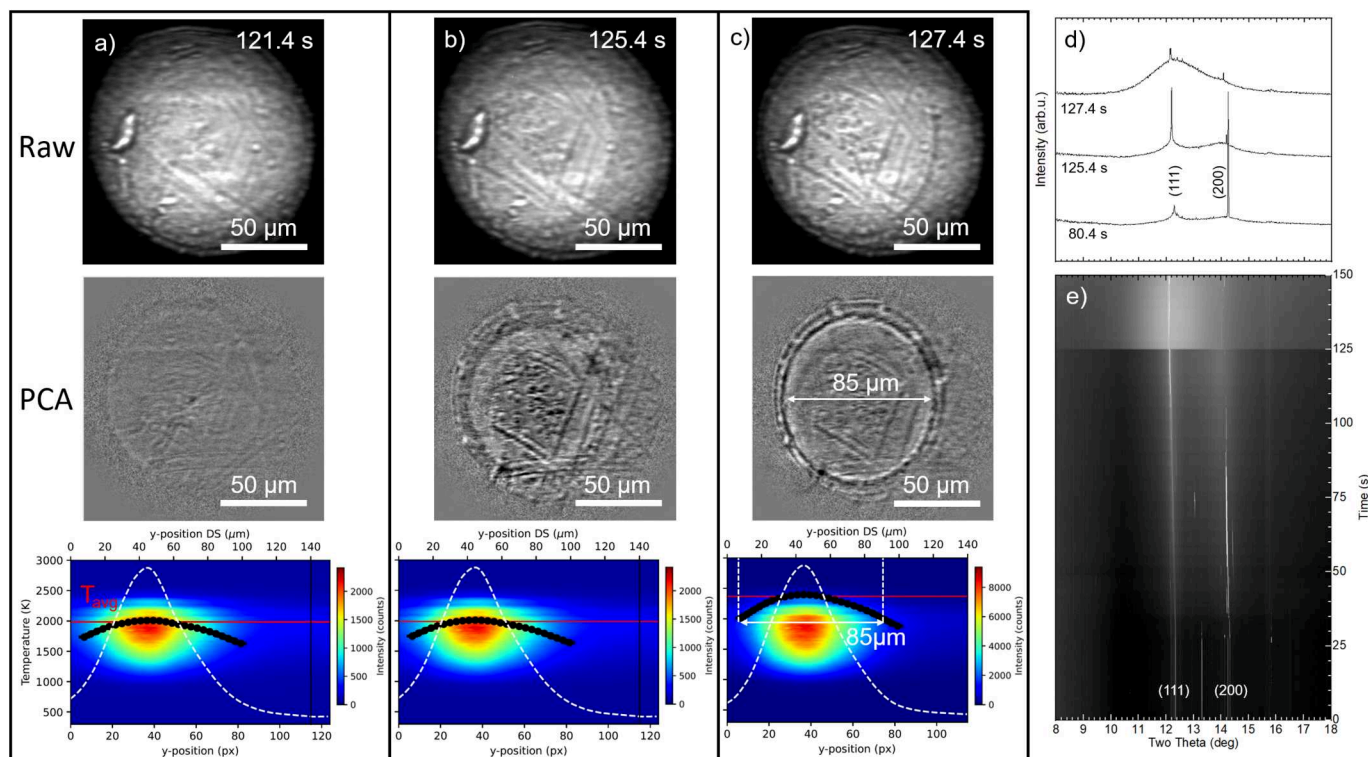 a)
121.4 s
b)
125.4 s
c)
127.4 s
Raw
50 µm
50 µm
50 µm
PCA
85 µm
50 µm
50 µm
50 µm
y-position DS (µm)
0 20 40 60 80 100 120 140
Temperature (K)
3000
2500
2000
1500
1000
500
Tavg.
0 20 40 60 80 100 120
y-position (px)
2000
1500
1000
500
0
Intensity (counts)
y-position DS (µm)
0 20 40 60 80 100 120 140
0 20 40 60 80 100 120
y-position (px)
2000
1500
1000
500
0
Intensity (counts)
y-position DS (µm)
0 20 40 60 80 100 120 140
85µm
0 20 40 60 80 100
y-position (px)
8000
6000
4000
2000
0
Intensity (counts)
d)
Intensity (arb.u.)
127.4 s
125.4 s
(111)
(200)
80.4 s
e)
150
125
100
75
50
25
0
Time (s)
(111)
(200)
8 9 10 11 12 13 14 15 16 17 18
Two Theta (deg)